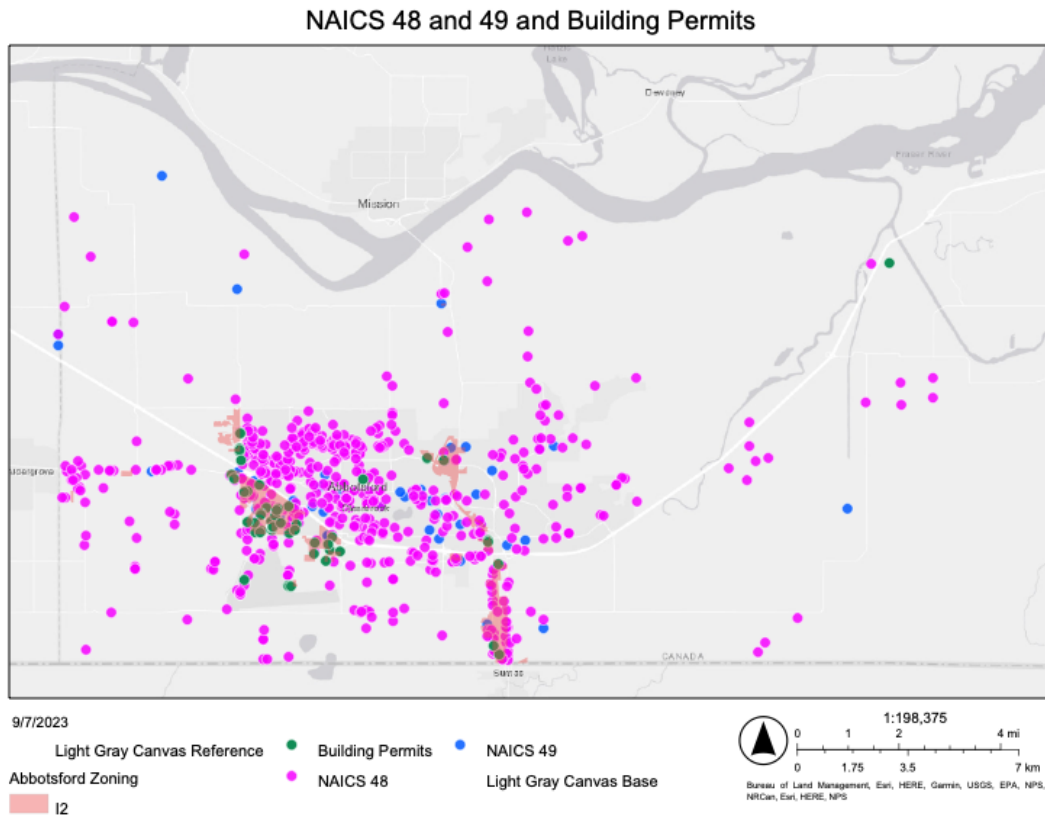 NAICS 48 and 49 and Building Permits
Dewdney
Fraser River
Mission
Abbotsford
CANADA
Sumas
9/7/2023
Light Gray Canvas Reference
Building Permits
NAICS 49
Abbotsford Zoning
NAICS 48
Light Gray Canvas Base
I2
1:198,375
0 1 2 4 mi
0 1.75 3.5 7 km
Bureau of Land Management, Esri, HERE, Garmin, USGS, EPA, NPS,
NRCan, Esri, HERE, NPS